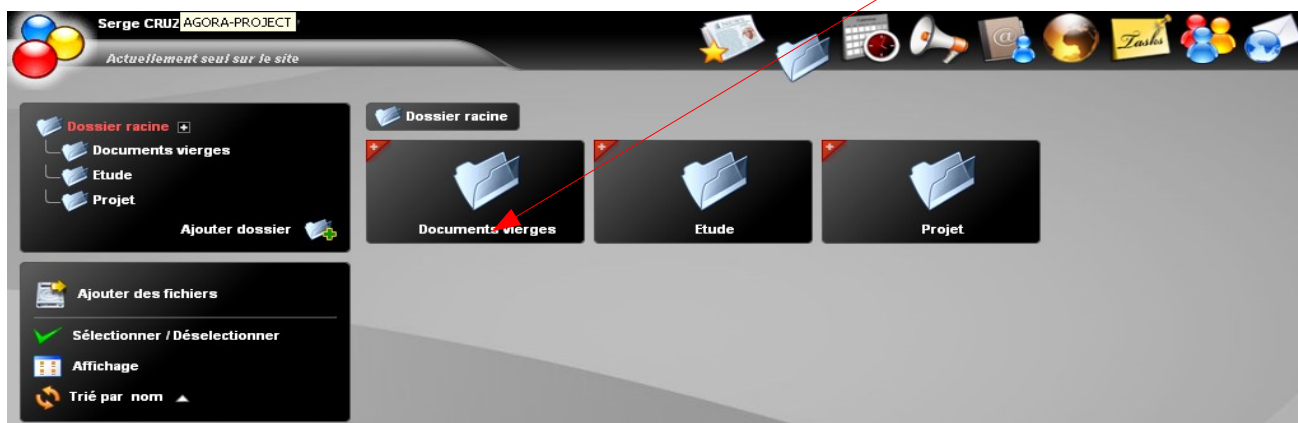 Serge CRUZ
AGORA-PROJECT
Actuellement seul sur le site
Tasks
Dossier racine
Documents vierges
Etude
Projet
Ajouter dossier
Ajouter des fichiers
Sélectionner / Déselectionner
Affichage
Trié par nom
Dossier racine
Documents vierges
Etude
Projet